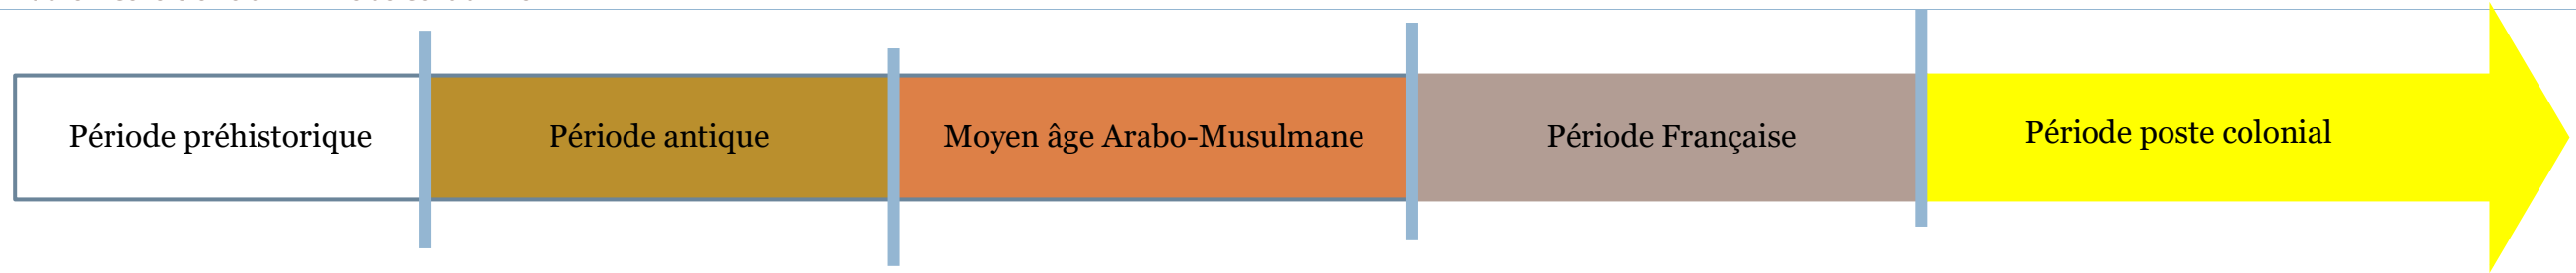 Période préhistorique
Période antique
Moyen âge Arabo-Musulmane
Période Française
Période poste colonial